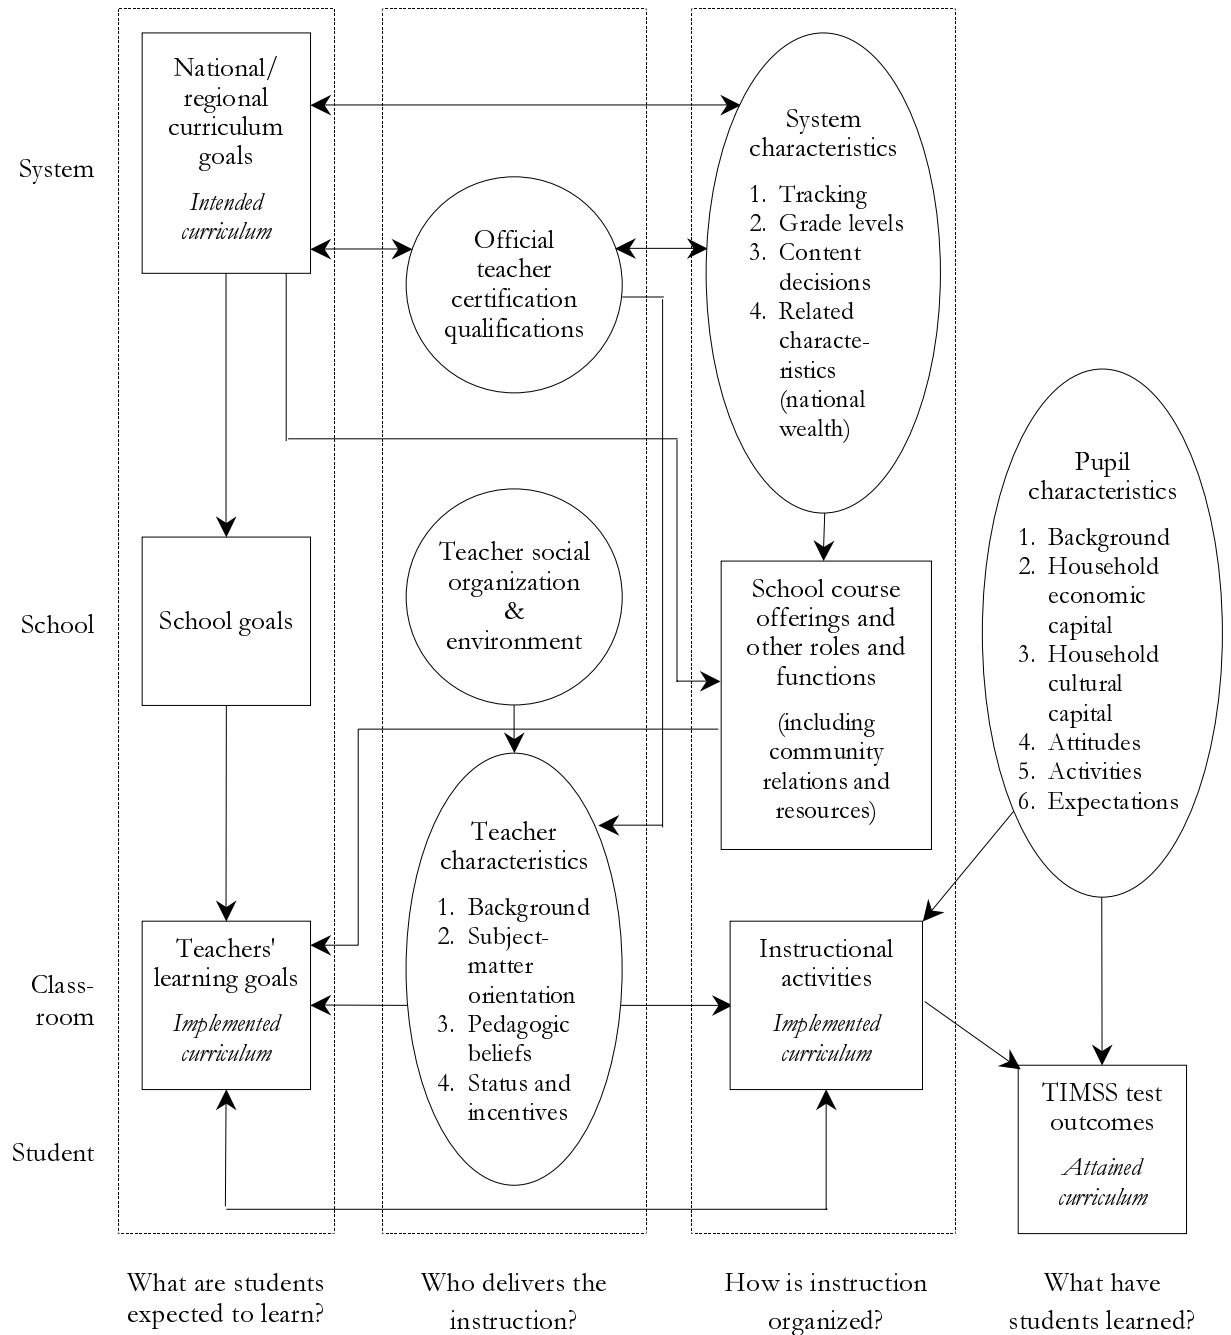 System
School
Class-
room
Student
National/
regional
curriculum
goals
Intended
curriculum
School goals
Teachers'
learning goals
Implemented
curriculum
What are students
expected to learn?
Official
teacher
certification
qualifications
Teacher social
organization
&
environment
Teacher
characteristics
1. Background
2. Subject-
matter
orientation
3. Pedagogic
beliefs
4. Status and
incentives
Who delivers the
instruction?
System
characteristics
1. Tracking
2. Grade levels
3. Content
decisions
4. Related
characte-
ristics
(national
wealth)
School course
offerings and
other roles and
functions
(including
community
relations and
resources)
Instructional
activities
Implemented
curriculum
How is instruction
organized?
Pupil
characteristics
1. Background
2. Household
economic
capital
3. Household
cultural
capital
4. Attitudes
5. Activities
6. Expectations
TIMSS test
outcomes
Attained
curriculum
What have
students learned?